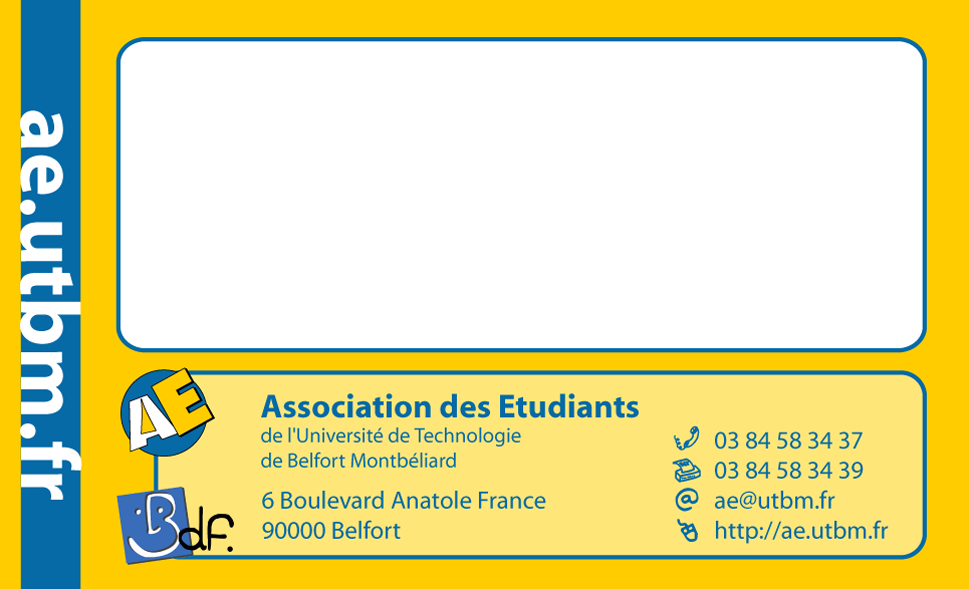 ae.utbm.fr
AE
Bdf.
Association des Etudiants
de l'Université de Technologie
de Belfort Montbéliard
6 Boulevard Anatole France
90000 Belfort
03 84 58 34 37
03 84 58 34 39
@ ae@utbm.fr
http://ae.utbm.fr